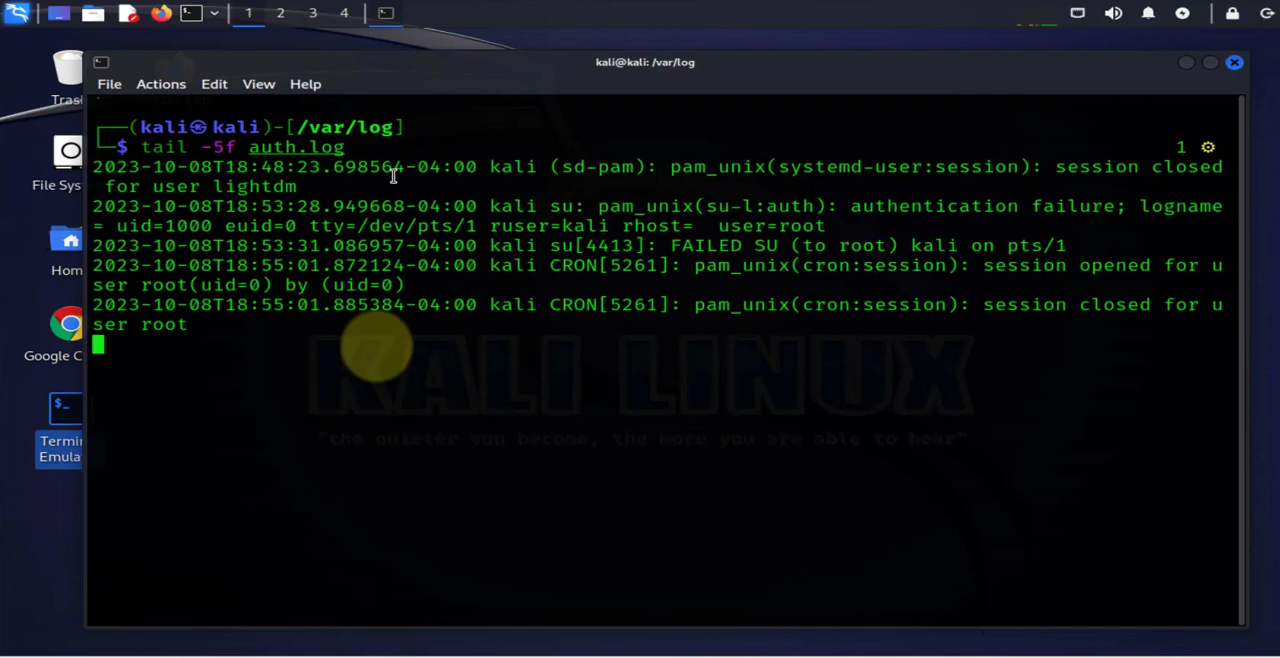 1 2 3 4
kali@kali: /var/log
File Actions Edit View Help
Tras
File Sys
Hom
Google C
Termin
Emula
(kali㉿kali)-[/var/log]
$ tail -5f auth.log 1
2023-10-08T18:48:23.698564-04:00 kali (sd-pam): pam_unix(systemd-user:session): session closed
for user lightdm
2023-10-08T18:53:28.949668-04:00 kali su: pam_unix(su-l:auth): authentication failure; logname
= uid=1000 euid=0 tty=/dev/pts/1 ruser=kali rhost=  user=root
2023-10-08T18:53:31.086957-04:00 kali su[4413]: FAILED SU (to root) kali on pts/1
2023-10-08T18:55:01.872124-04:00 kali CRON[5261]: pam_unix(cron:session): session opened for u
ser root(uid=0) by (uid=0)
2023-10-08T18:55:01.885384-04:00 kali CRON[5261]: pam_unix(cron:session): session closed for u
ser root
KALI LINUX
"the quieter you become, the more you are able to hear"